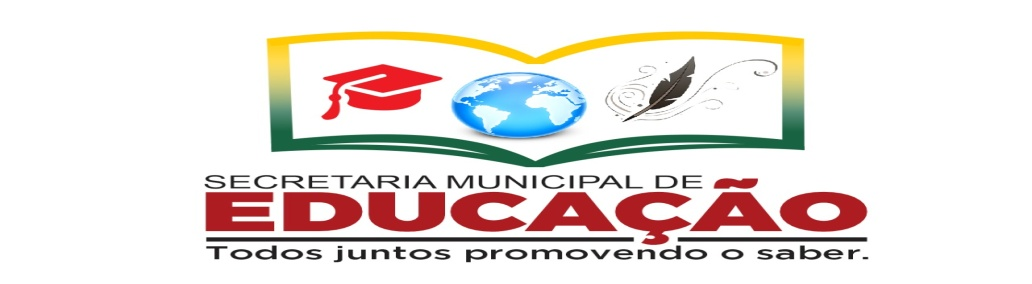 SECRETARIA MUNICIPAL DE
EDUCAÇÃO
Todos juntos promovendo o saber.